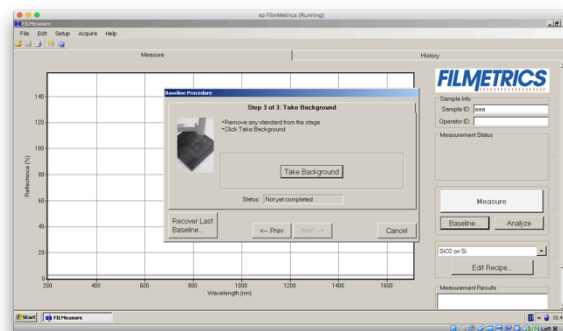 xp FilmMetrics [Running]
FILMeasure
File Edit Setup Acquire Help
Measure
History
Baseline Procedure
Step 3 of 3: Take Background
•Remove any standard from the stage
•Click Take Background
Take Background
Status: Not yet completed
Recover Last
Baseline...
<-- Prev
Next -->
Cancel
Reflectance (%)
140
120
100
80
60
40
20
0
200
400
600
800
1000
1200
1400
1600
Wavelength (nm)
FILMETRICS
Sample Info
Sample ID: aaa
Operator ID:
Measurement Status
Measure
Baseline...
Analyze
SiO2 on Si
Edit Recipe...
Measurement Results
Start
FILMeasure
Left ⌘